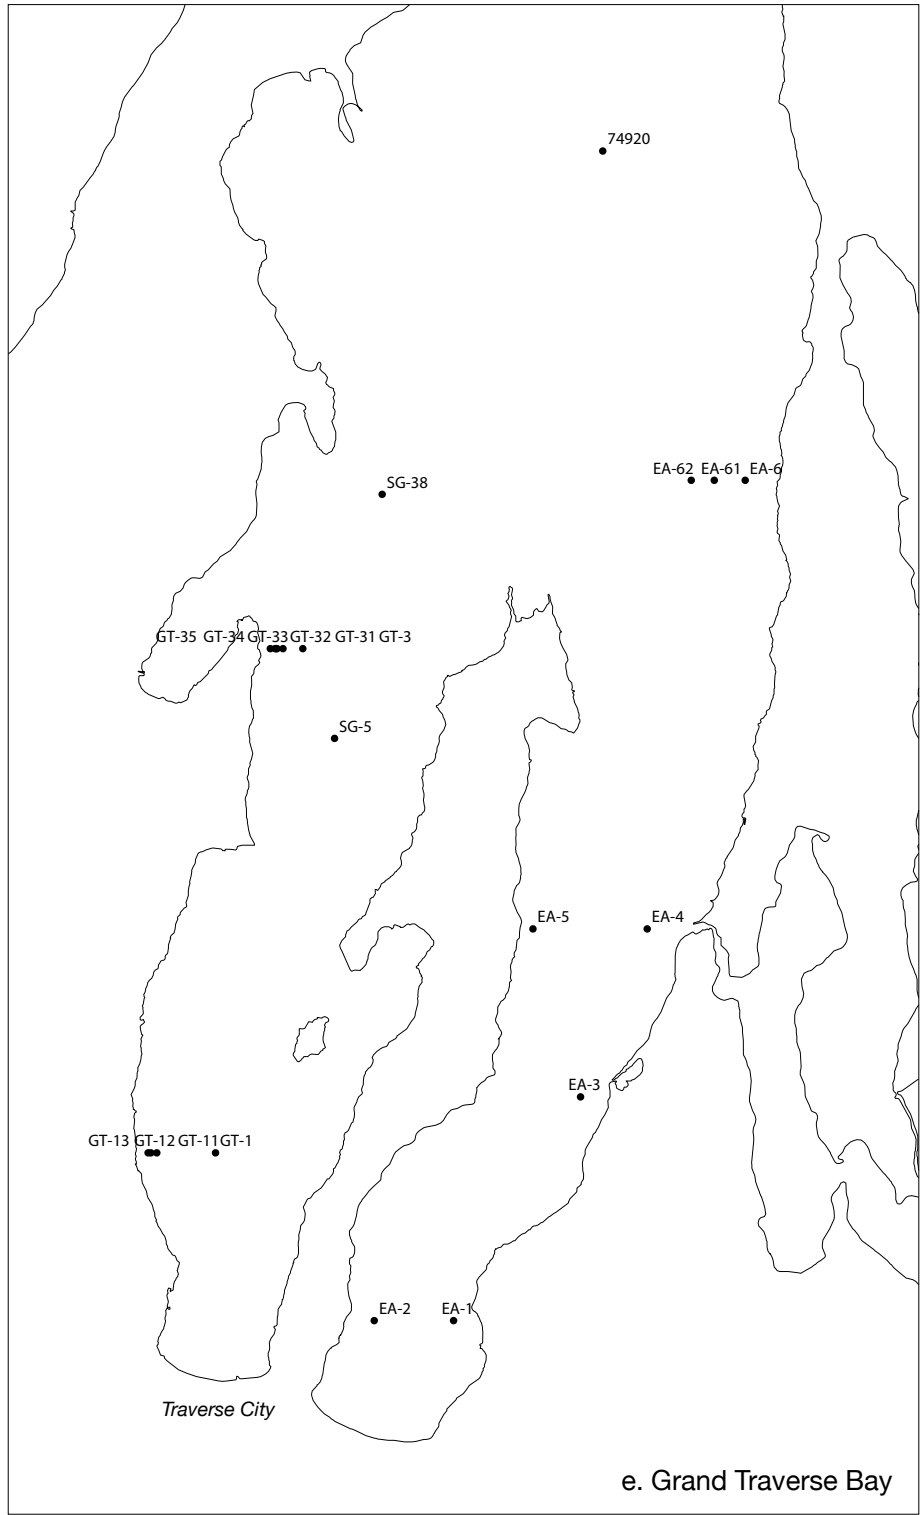 74920
EA-62 EA-61 EA-6
SG-38
GT-35 GT-34 GT-33 GT-32 GT-31 GT-3
SG-5
EA-5 EA-4
EA-3
GT-13 GT-12 GT-11 GT-1
EA-2 EA-1
Traverse City
e. Grand Traverse Bay